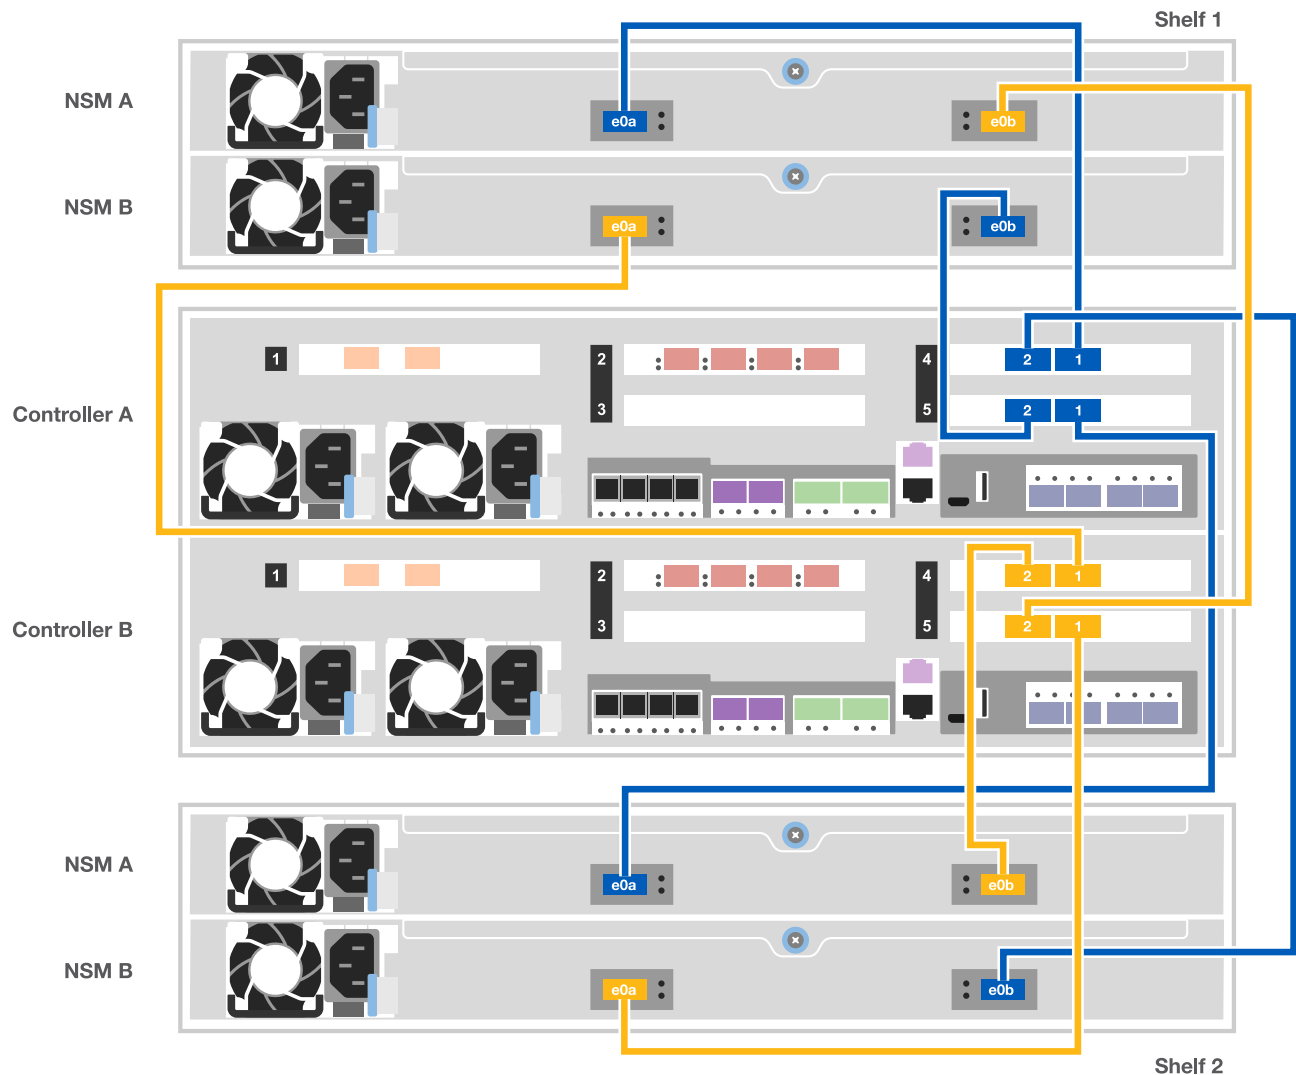 Shelf 1
NSM A
e0a
e0b
NSM B
e0a
e0b
Controller A
1
2
3
4
5
2 1
2 1
Controller B
1
2
3
4
5
2 1
2 1
NSM A
e0a
e0b
NSM B
e0a
e0b
Shelf 2